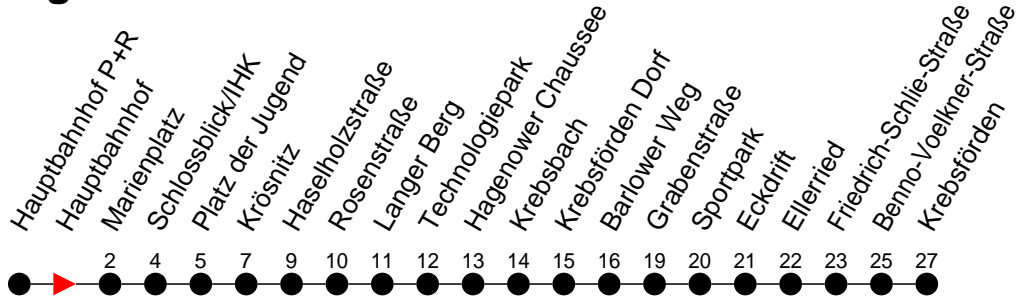 Hauptbahnhof P+R
Hauptbahnhof
Marienplatz
Schlossblick/IHK
Platz der Jugend
Krösnitz
Haselholzstraße
Rosenstraße
Langer Berg
Technologiepark
Hagenower Chaussee
Krebsbach
Krebsförden Dorf
Barlower Weg
Grabenstraße
Sportpark
Eckdrift
Ellerried
Friedrich-Schlie-Straße
Benno-Voelkner-Straße
Krebsförden
2 4 5 7 9 10 11 12 13 14 15 16 19 20 21 22 23 25 27